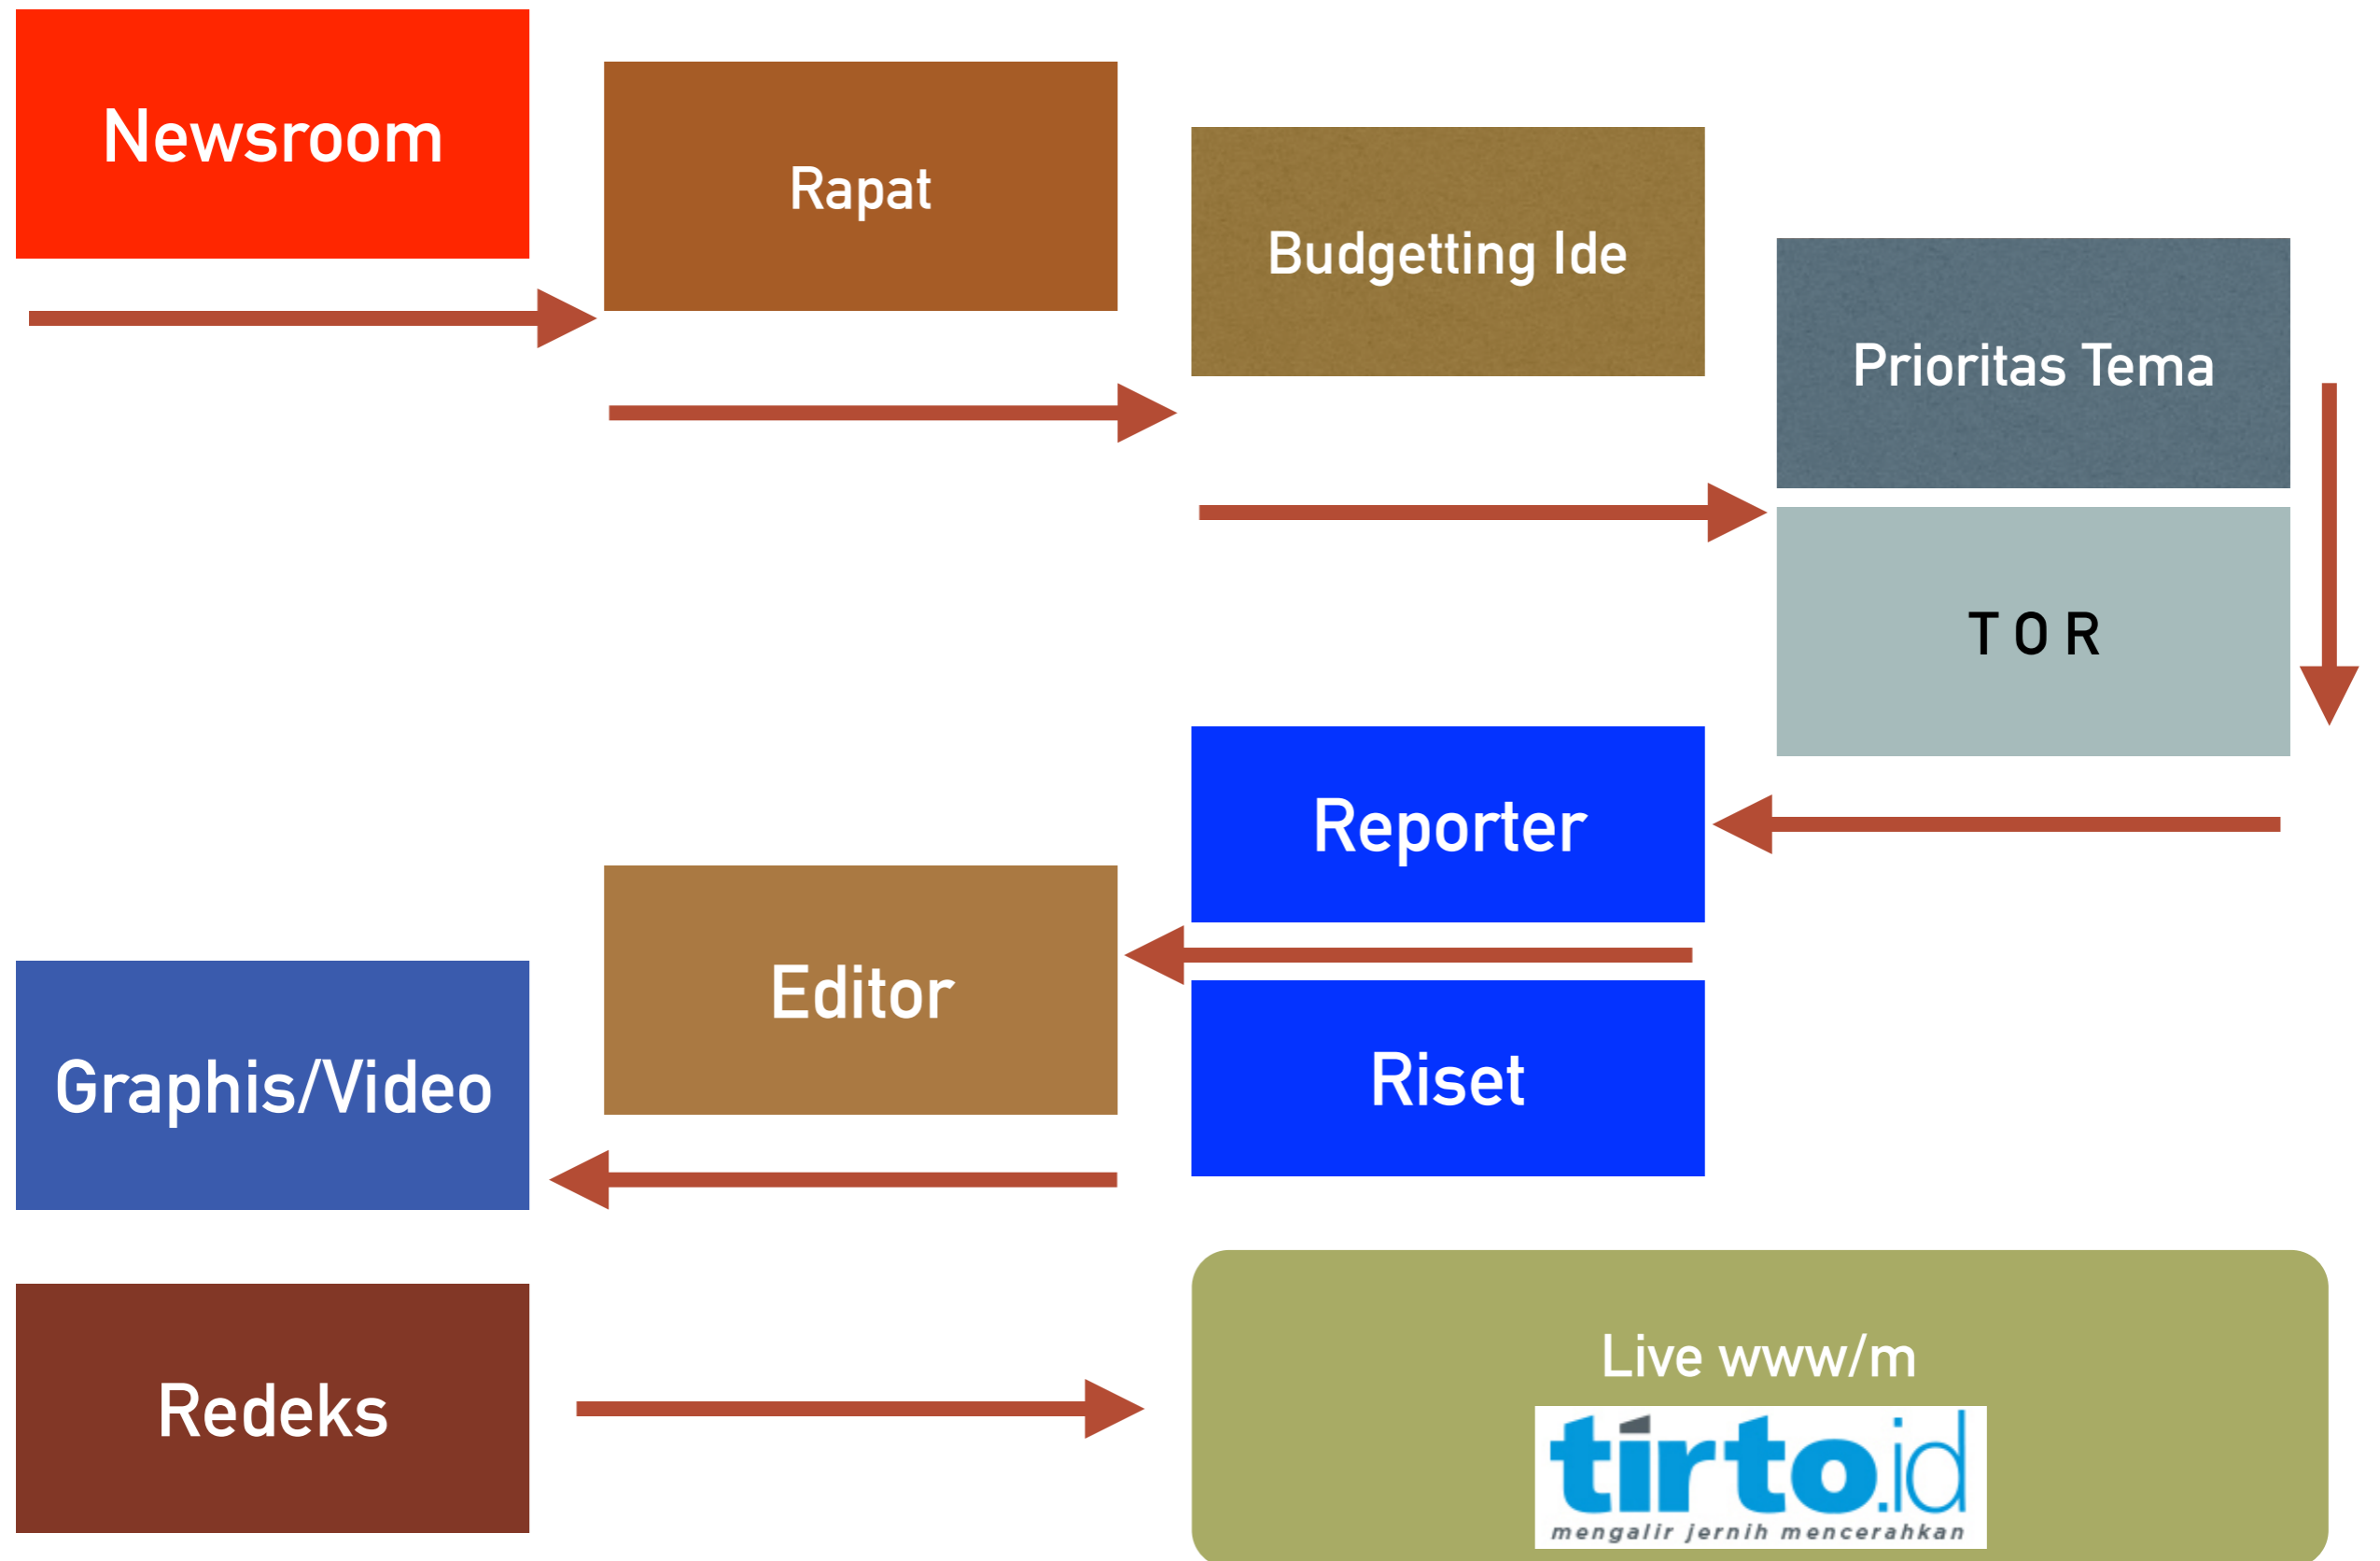 Newsroom
Rapat
Budgetting Ide
Prioritas Tema
T O R
Reporter
Riset
Editor
Graphis/Video
Redeks
Live www/m
tirto.id
mengalir jernih mencerahkan